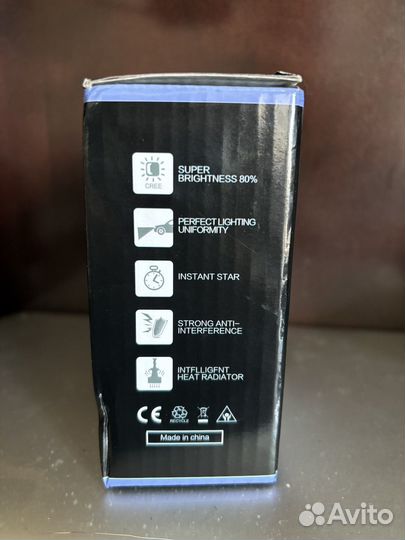 CREE
SUPER
BRIGHTNESS 80%
PERFECT LIGHTING
UNIFORMITY
INSTANT STAR
STRONG ANTI-
INTERFERENCE
INTFLLIGFNT
HEAT RADIATOR
CE
RECYCLE
Made in china
Avito